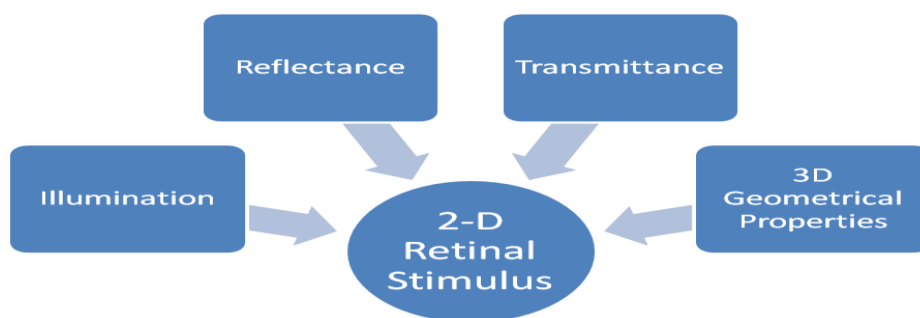 Reflectance
Transmittance
Illumination
3D
Geometrical
Properties
2-D
Retinal
Stimulus